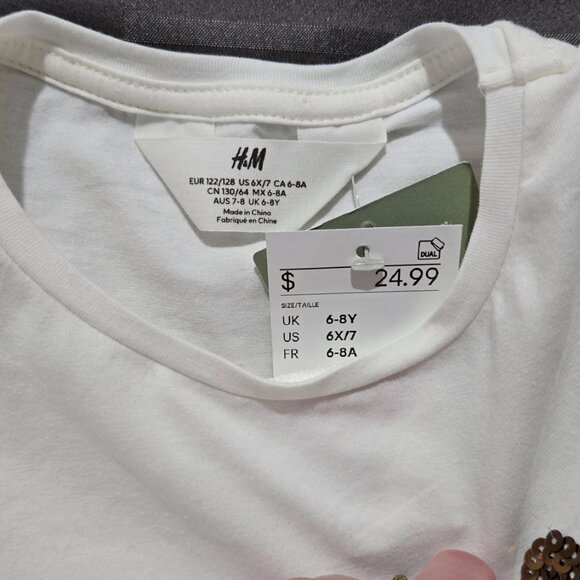 H&M
EUR 122/128 US 6X/7 CA 6-8A
CN 130/64 MX 6-8A
AUS 7-8 UK 6-8Y
Made in China
Fabriqué en Chine
DUAL
$ 24.99
SIZE/TAILLE
UK 6-8Y
US 6X/7
FR 6-8A